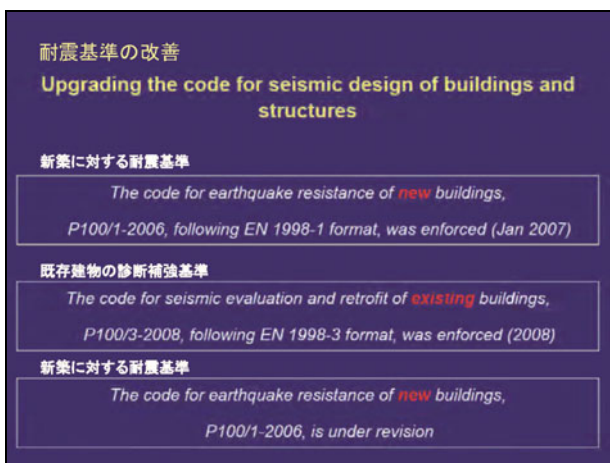 耐震基準の改善
Upgrading the code for seismic design of buildings and
structures
新築に対する耐震基準
The code for earthquake resistance of new buildings,
P100/1-2006, following EN 1998-1 format, was enforced (Jan 2007)
既存建物の診断補強基準
The code for seismic evaluation and retrofit of existing buildings,
P100/3-2008, following EN 1998-3 format, was enforced (2008)
新築に対する耐震基準
The code for earthquake resistance of new buildings,
P100/1-2006, is under revision